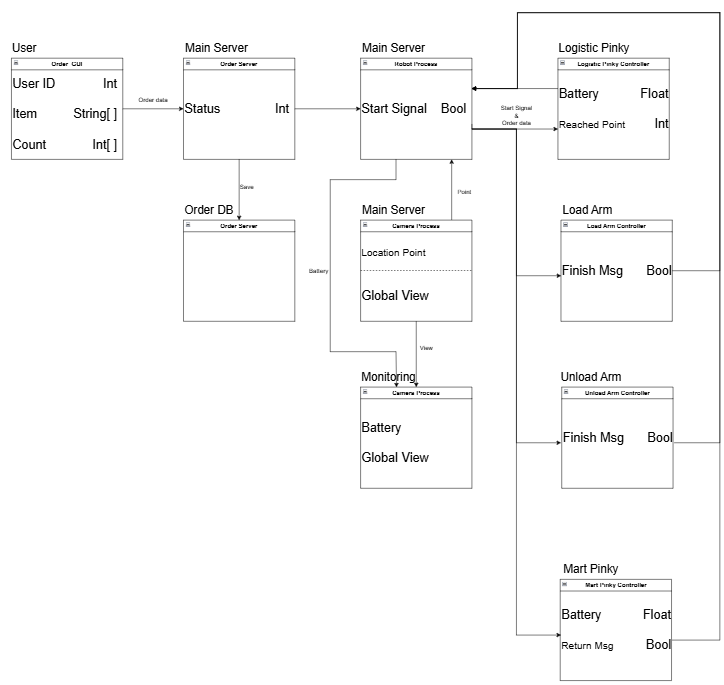 User
Order GUI
User ID Int
Item String[ ]
Count Int[ ]
Order data
Main Server
Order Server
Status Int
Save
Order DB
Order Server
Main Server
Robot Process
Start Signal Bool
Start Signal
&
Order data
Point
Main Server
Camera Process
Location Point
Global View
Battery
View
Monitoring
Camera Process
Battery
Global View
Logistic Pinky
Logistic Pinky Controller
Battery Float
Reached Point Int
Load Arm
Load Arm Controller
Finish Msg Bool
Unload Arm
Unload Arm Controller
Finish Msg Bool
Mart Pinky
Mart Pinky Controller
Battery Float
Return Msg Bool